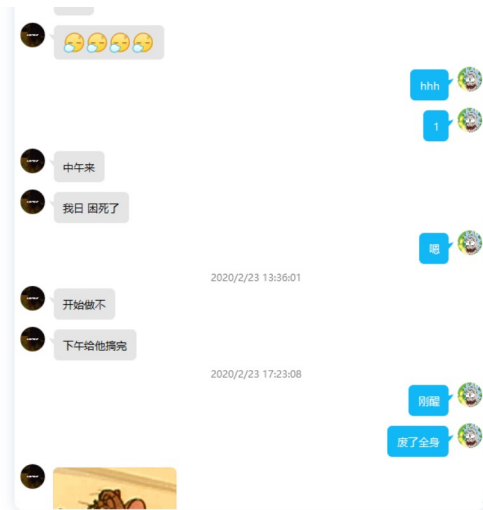 hhh
1
中午来
我日 困死了
嗯
2020/2/23 13:36:01
开始做不
下午给他搞完
2020/2/23 17:23:08
刚醒
废了全身